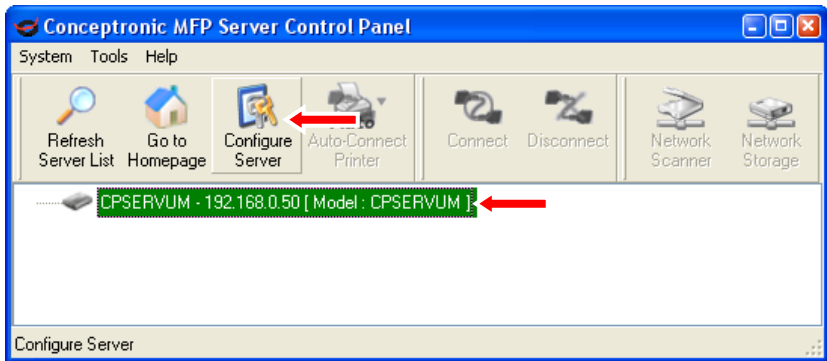 Conceptronic MFP Server Control Panel
System Tools Help
Refresh Server List
Go to Homepage
Configure Server
Auto-Connect Printer
Connect
Disconnect
Network Scanner
Network Storage
CPSERVUM - 192.168.0.50 [ Model : CPSERVUM ]
Configure Server